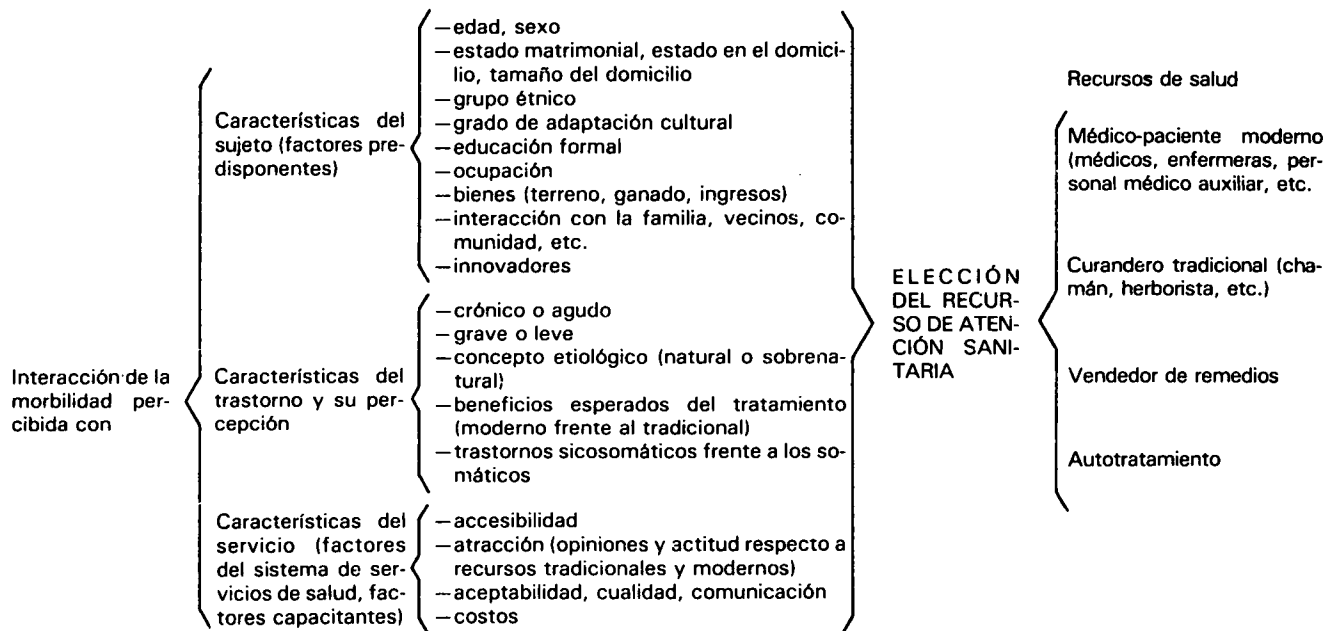 Interacción de la
morbilidad per-
cibida con
Características del
sujeto (factores pre-
disponentes)
—edad, sexo
—estado matrimonial, estado en el domici-
lio, tamaño del domicilio
—grupo étnico
—grado de adaptación cultural
—educación formal
—ocupación
—bienes (terreno, ganado, ingresos)
—interacción con la familia, vecinos, co-
munidad, etc.
—innovadores
Características del
trastorno y su per-
cepción
—crónico o agudo
—grave o leve
—concepto etiológico (natural o sobrena-
tural)
—beneficios esperados del tratamiento
(moderno frente al tradicional)
—trastornos sicosomáticos frente a los so-
máticos
Características del
servicio (factores
del sistema de ser-
vicios de salud, fac-
tores capacitantes)
—accesibilidad
—atracción (opiniones y actitud respecto a
recursos tradicionales y modernos)
—aceptabilidad, cualidad, comunicación
—costos
ELECCIÓN
DEL RECUR-
SO DE ATEN-
CIÓN SANI-
TARIA
Recursos de salud
Médico-paciente moderno
(médicos, enfermeras, per-
sonal médico auxiliar, etc.
Curandero tradicional (cha-
mán, herborista, etc.)
Vendedor de remedios
Autotratamiento